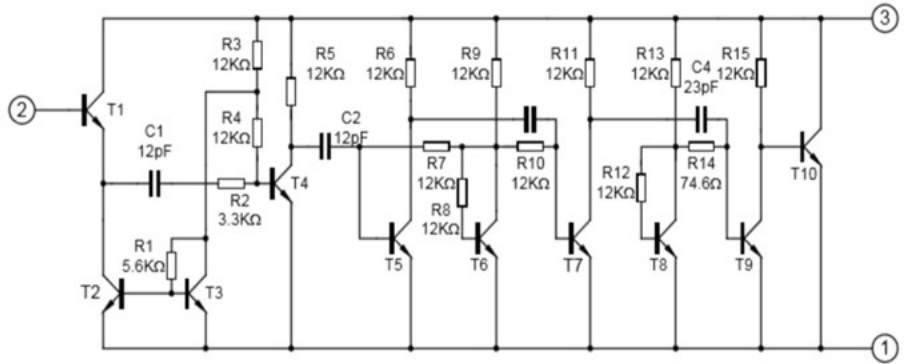 3
R3
12KΩ
R5
12KΩ
R6
12KΩ
R9
12KΩ
R11
12KΩ
R13
12KΩ
C4
23pF
R15
12KΩ
2
T1
R4
12KΩ
C1
12pF
C2
12pF
R2
3.3KΩ
T4
R7
12KΩ
R10
12KΩ
R12
12KΩ
R14
74.6Ω
T10
R8
12KΩ
R1
5.6KΩ
T5
T6
T7
T8
T9
T2
T3
1